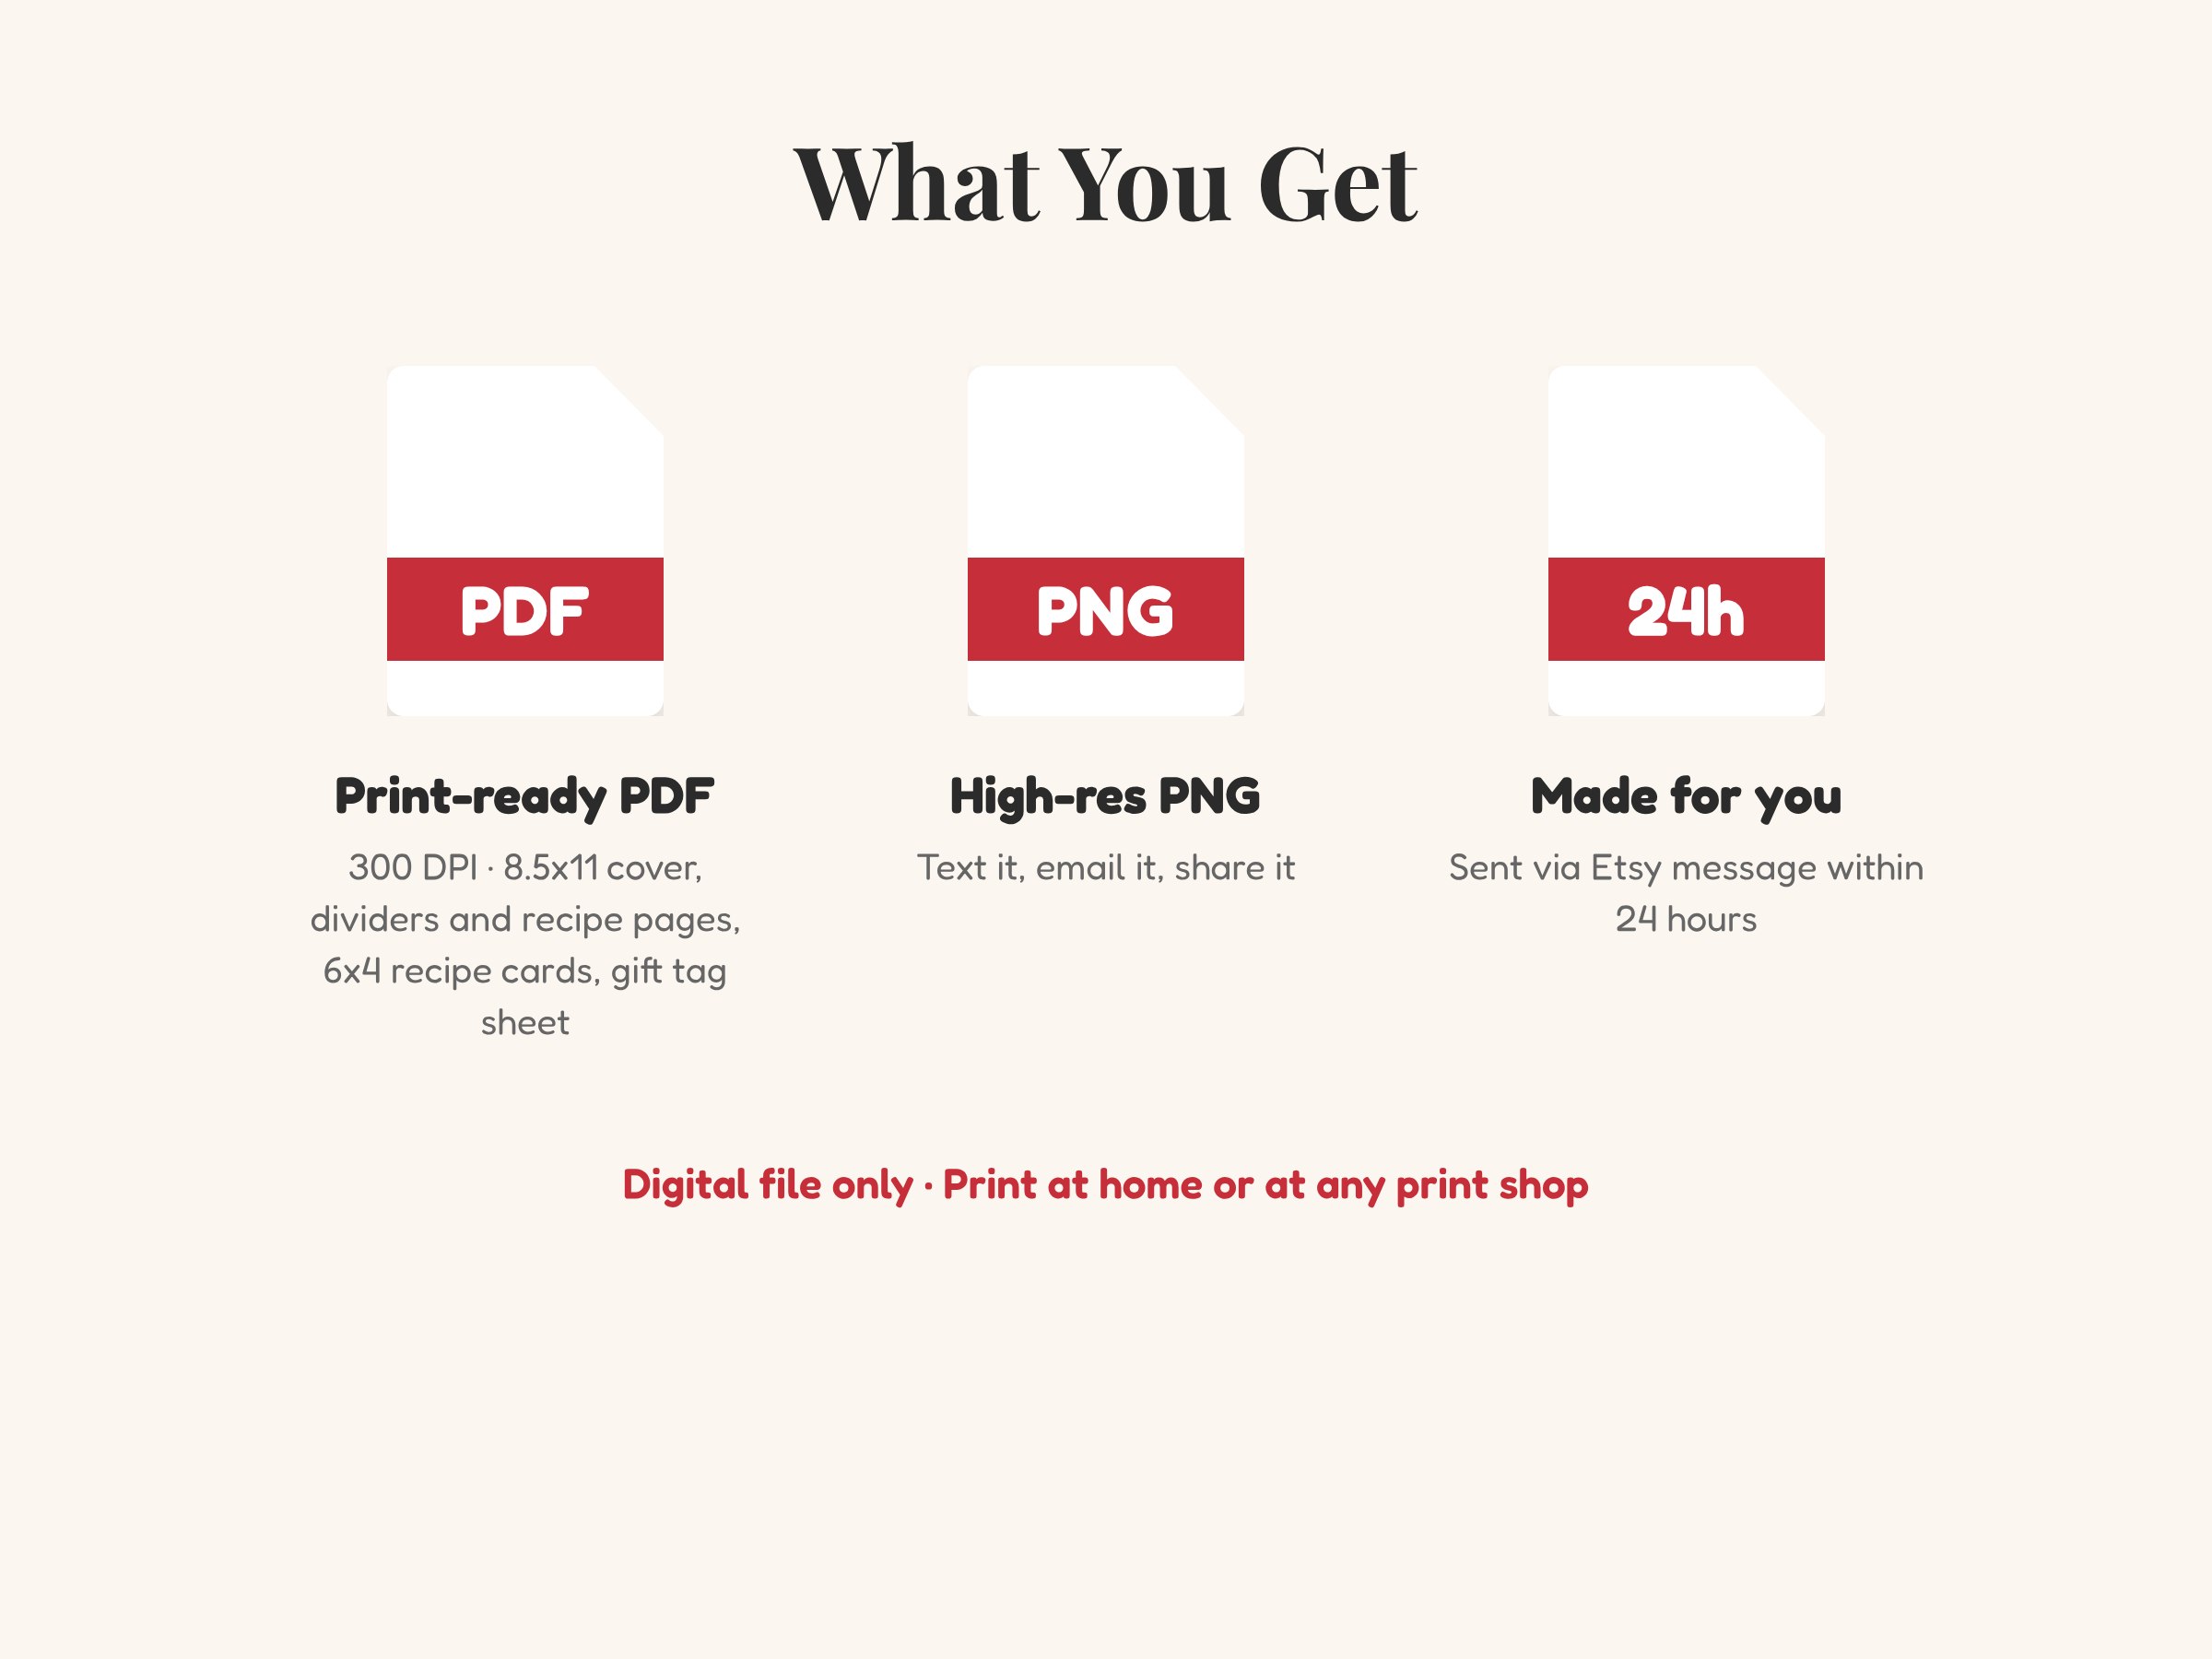 What You Get
PDF
PNG
24h
Print-ready PDF
300 DPI · 8.5x11 cover,
dividers and recipe pages,
6x4 recipe cards, gift tag
sheet
High-res PNG
Text it, email it, share it
Made for you
Sent via Etsy message within
24 hours
Digital file only · Print at home or at any print shop